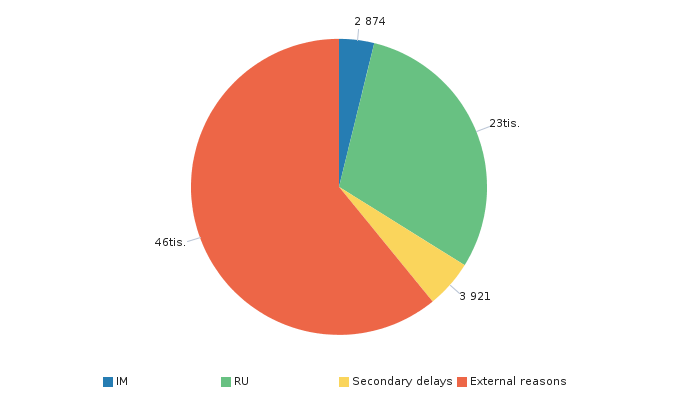 2 874
23tis.
46tis.
3 921
IM
RU
Secondary delays
External reasons